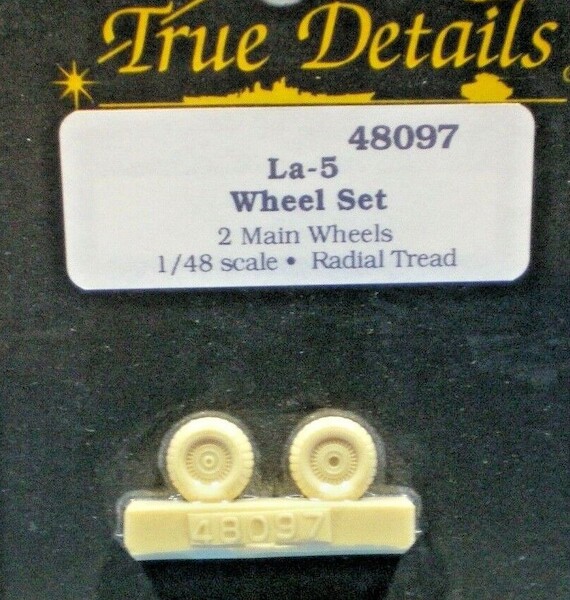 True Details
48097
La-5
Wheel Set
2 Main Wheels
1/48 scale • Radial Tread
48097